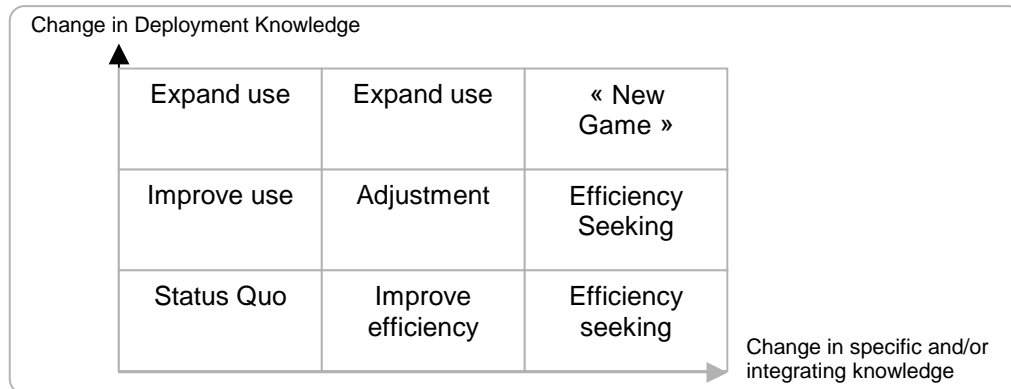 Change in Deployment Knowledge
Expand use
Expand use
« New
Game »
Improve use
Adjustment
Efficiency
Seeking
Status Quo
Improve
efficiency
Efficiency
seeking
Change in specific and/or
integrating knowledge